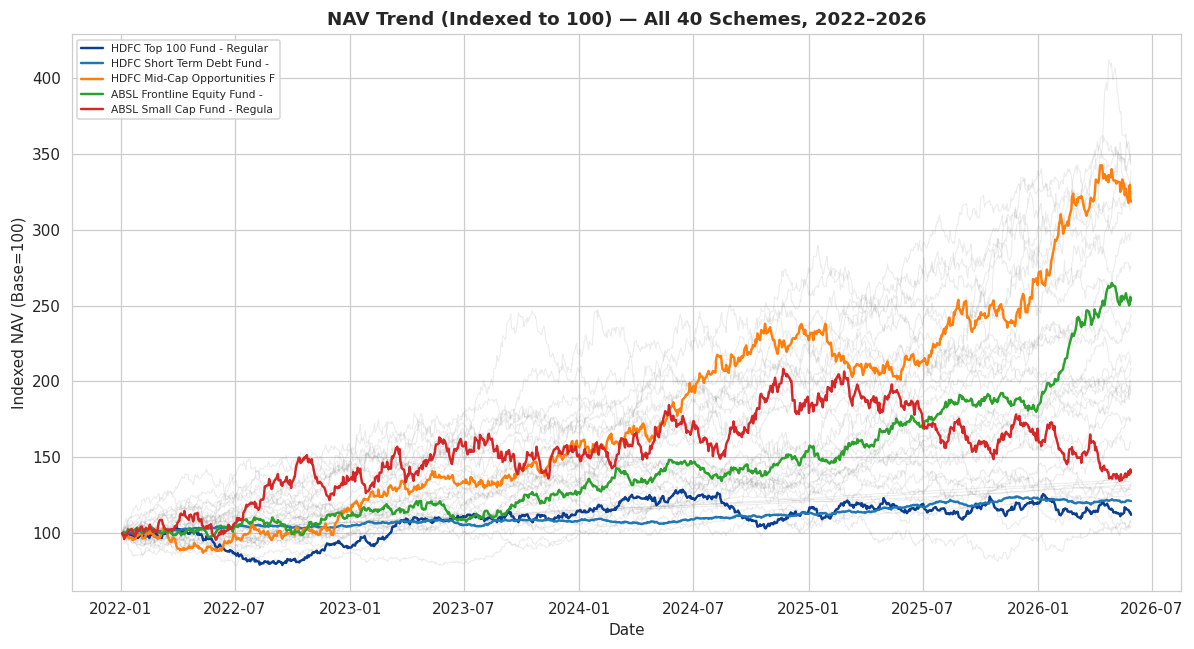 NAV Trend (Indexed to 100) — All 40 Schemes, 2022–2026
HDFC Top 100 Fund - Regular
HDFC Short Term Debt Fund -
HDFC Mid-Cap Opportunities F
ABSL Frontline Equity Fund -
ABSL Small Cap Fund - Regula
Indexed NAV (Base=100)
400
350
300
250
200
150
100
2022-01 2022-07 2023-01 2023-07 2024-01 2024-07 2025-01 2025-07 2026-01 2026-07
Date